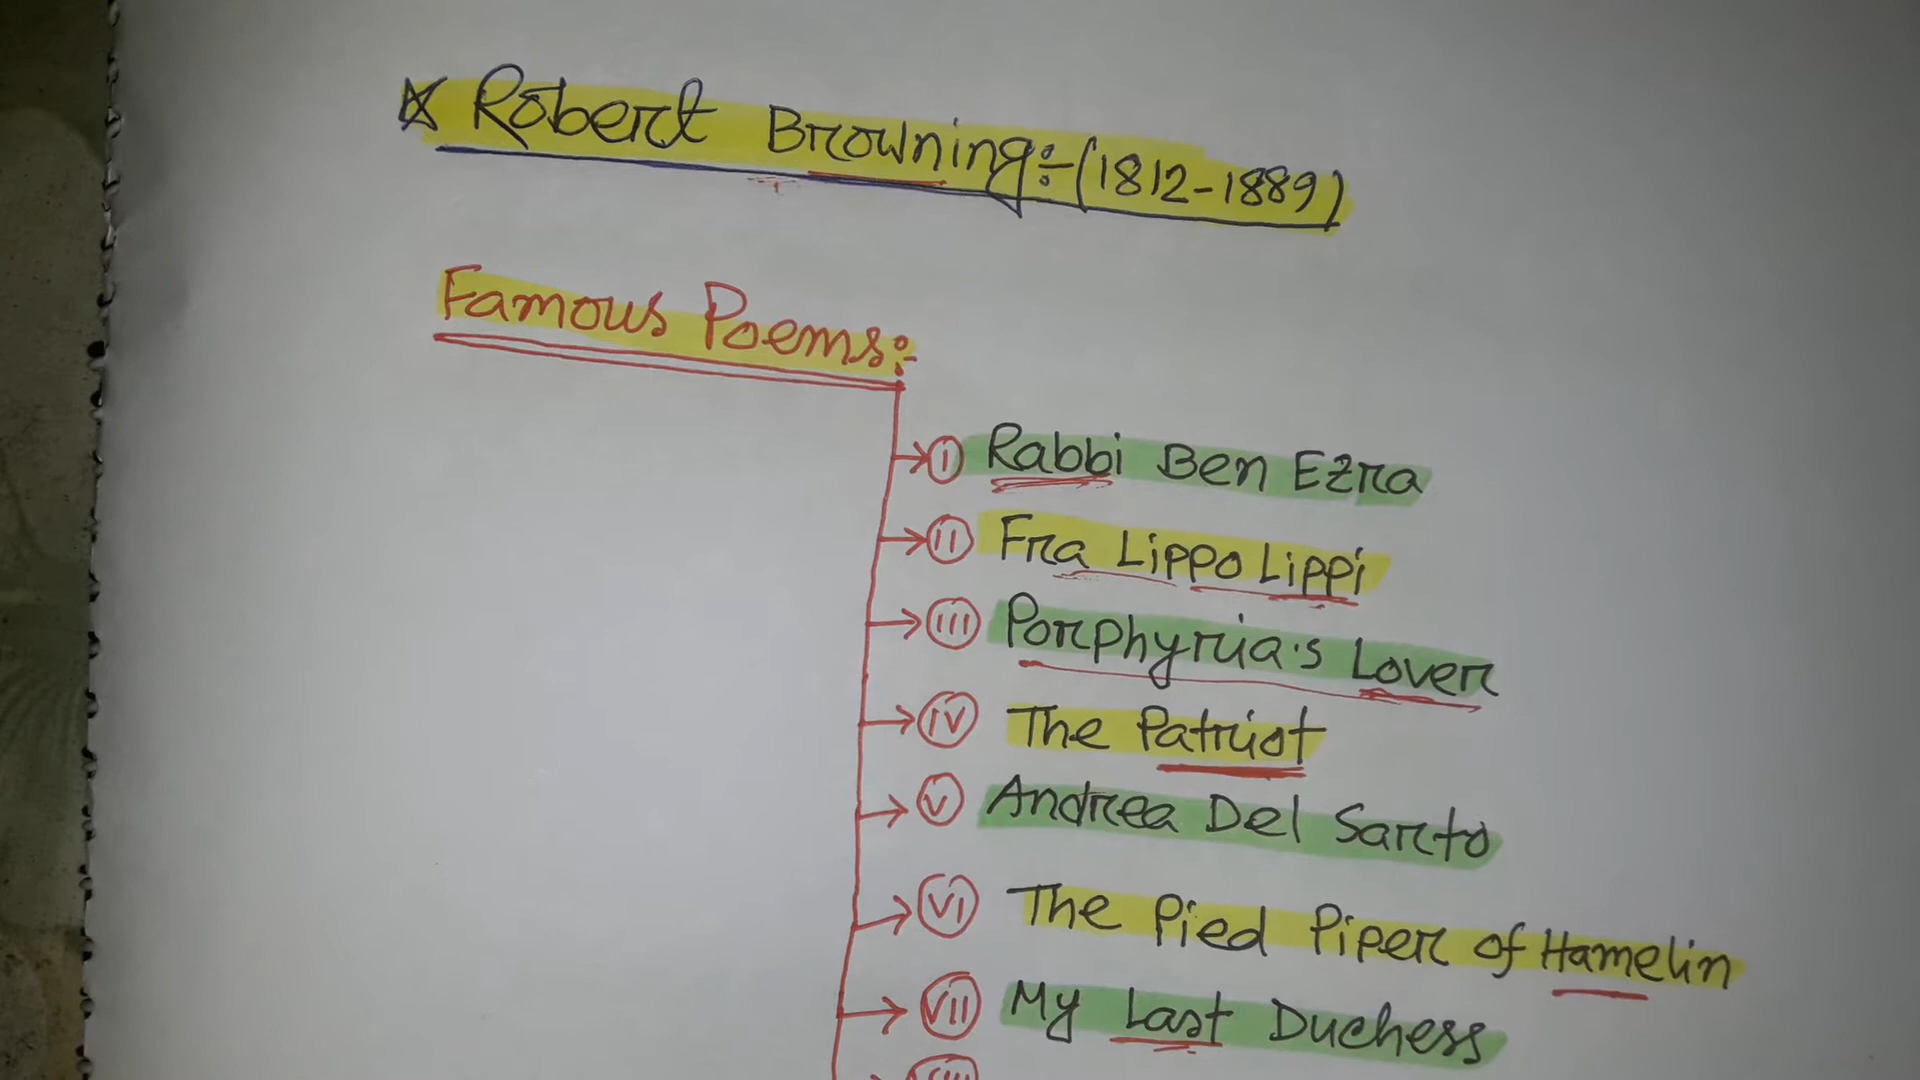 ☆ Robert Browning:-(1812-1889)
Famous Poems:-
(i) Rabbi Ben Ezra
(ii) Fra Lippo Lippi
(iii) Porphyria's Lover
(iv) The Patriot
(v) Andrea Del Sarto
(vi) The Pied Piper of Hamelin
(vii) My Last Duchess